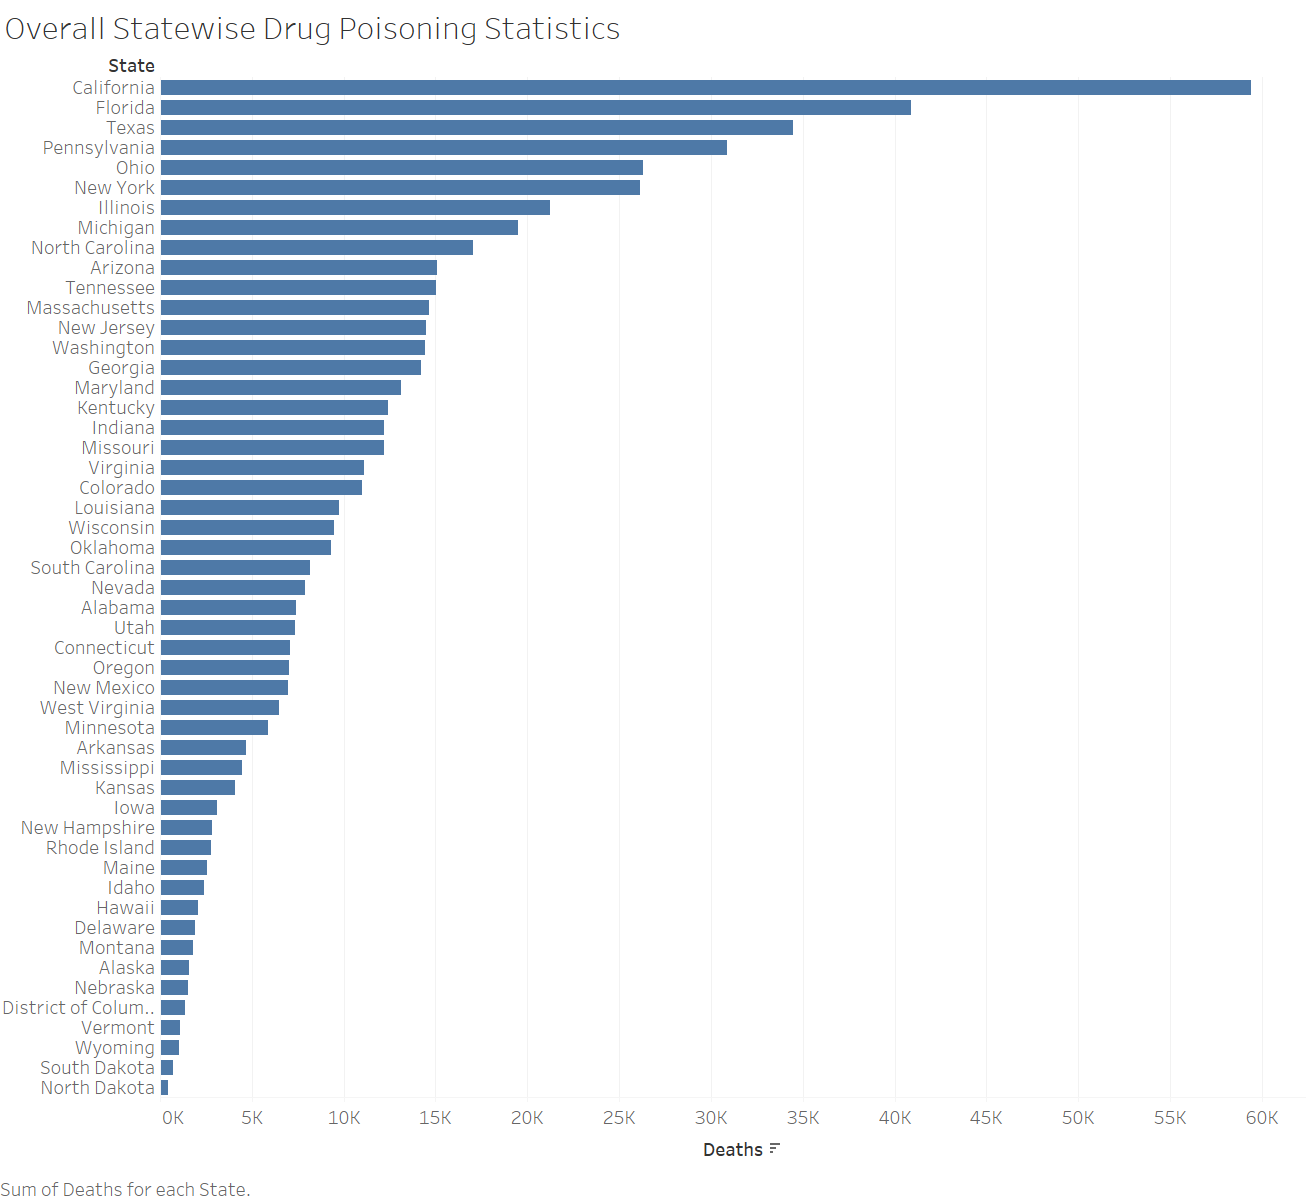 Overall Statewise Drug Poisoning Statistics
State
California
Florida
Texas
Pennsylvania
Ohio
New York
Illinois
Michigan
North Carolina
Arizona
Tennessee
Massachusetts
New Jersey
Washington
Georgia
Maryland
Kentucky
Indiana
Missouri
Virginia
Colorado
Louisiana
Wisconsin
Oklahoma
South Carolina
Nevada
Alabama
Utah
Connecticut
Oregon
New Mexico
West Virginia
Minnesota
Arkansas
Mississippi
Kansas
Iowa
New Hampshire
Rhode Island
Maine
Idaho
Hawaii
Delaware
Montana
Alaska
Nebraska
District of Colum..
Vermont
Wyoming
South Dakota
North Dakota
0K 5K 10K 15K 20K 25K 30K 35K 40K 45K 50K 55K 60K
Deaths
Sum of Deaths for each State.